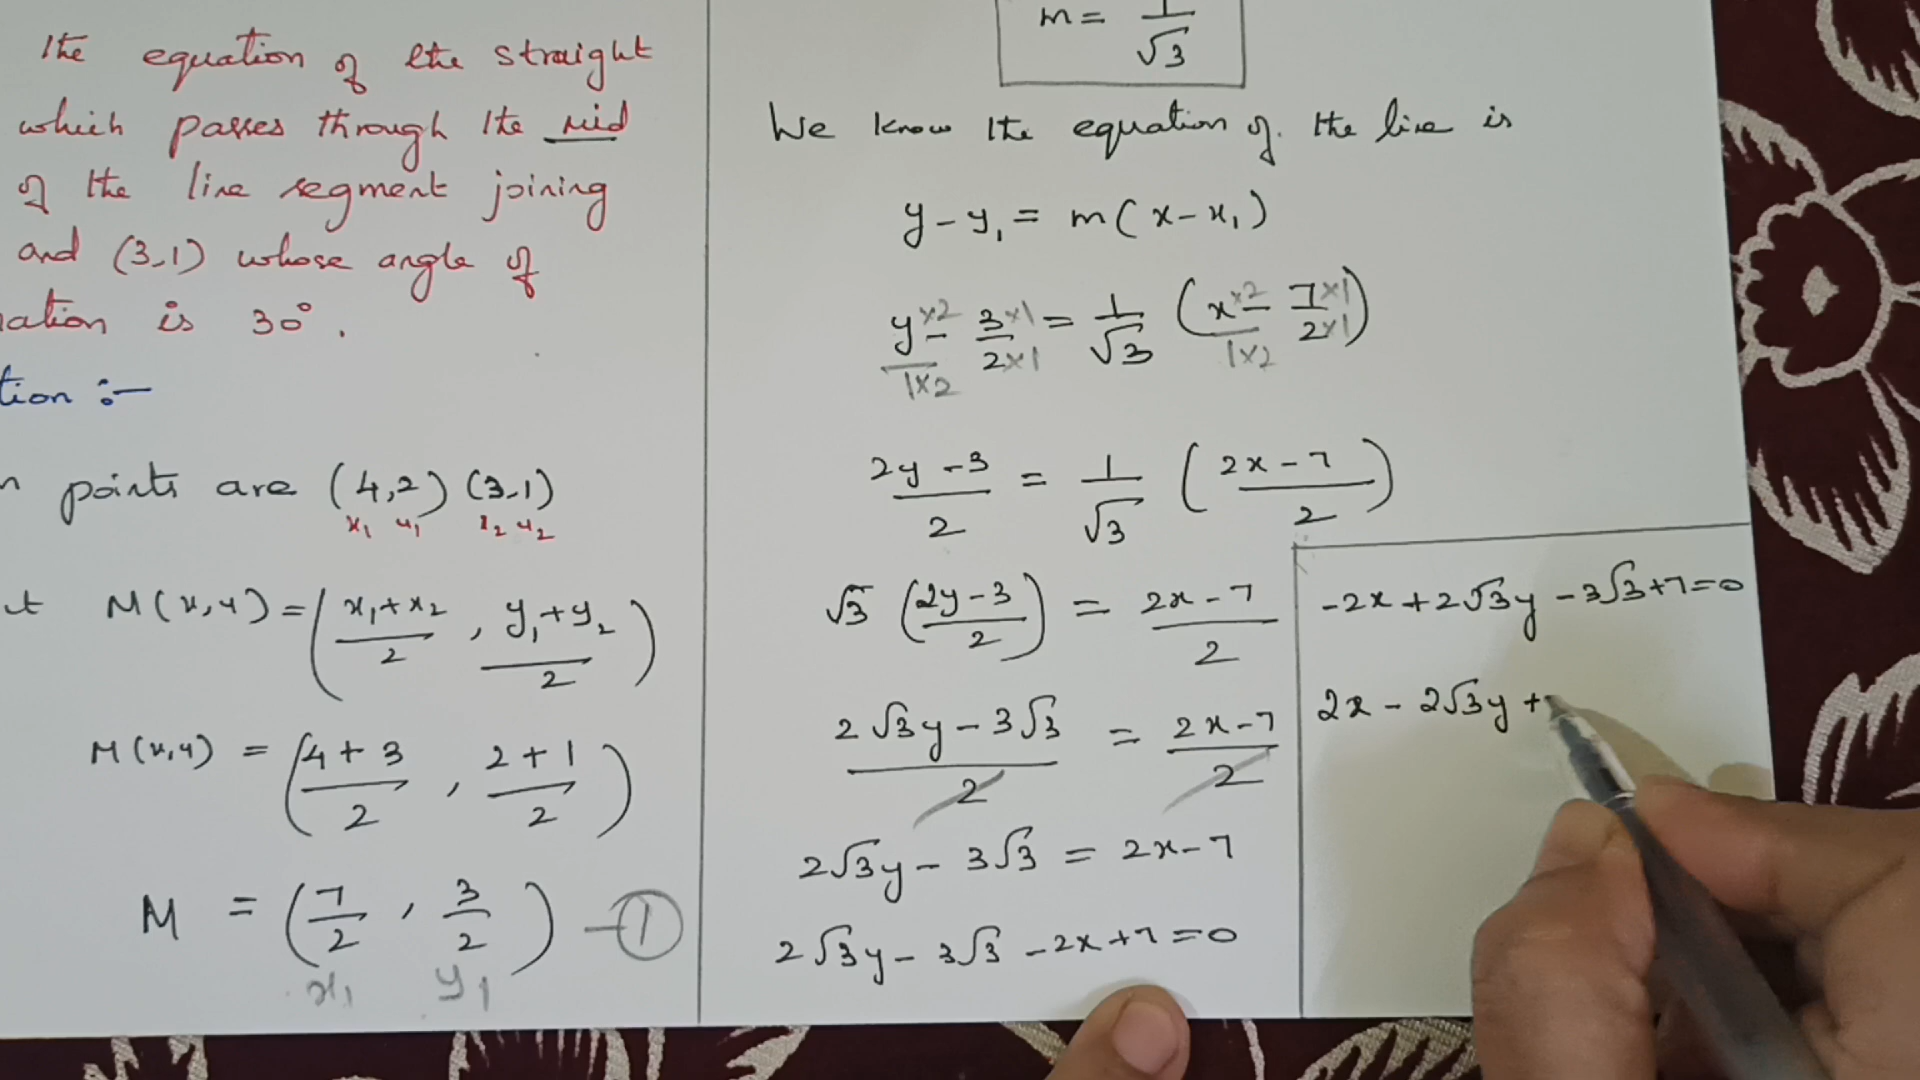 the equation of the straight
which passes through the mid
of the line segment joining
and (3,1) whose angle of
nation is 30°.
tion :-
n points are (4,2) (3,1)
x₁ y₁ x₂ y₂
M(x,y) = (x₁+x₂/2 , y₁+y₂/2)
M(x,y) = (4+3/2 , 2+1/2)
M = (7/2 , 3/2) - ①
x₁ y₁
m = 1/√3
We know the equation of the line is
y-y₁ = m(x-x₁)
y×2/1×2 - 3×1/2×1 = 1/√3 (x×2/1×2 - 7×1/2×1)
2y-3/2 = 1/√3 (2x-7/2)
√3 (2y-3/2) = 2x-7/2
2√3y-3√3/2 = 2x-7/2
2√3y - 3√3 = 2x-7
2√3y - 3√3 -2x+7=0
-2x+2√3y-3√3+7=0
2x - 2√3y +